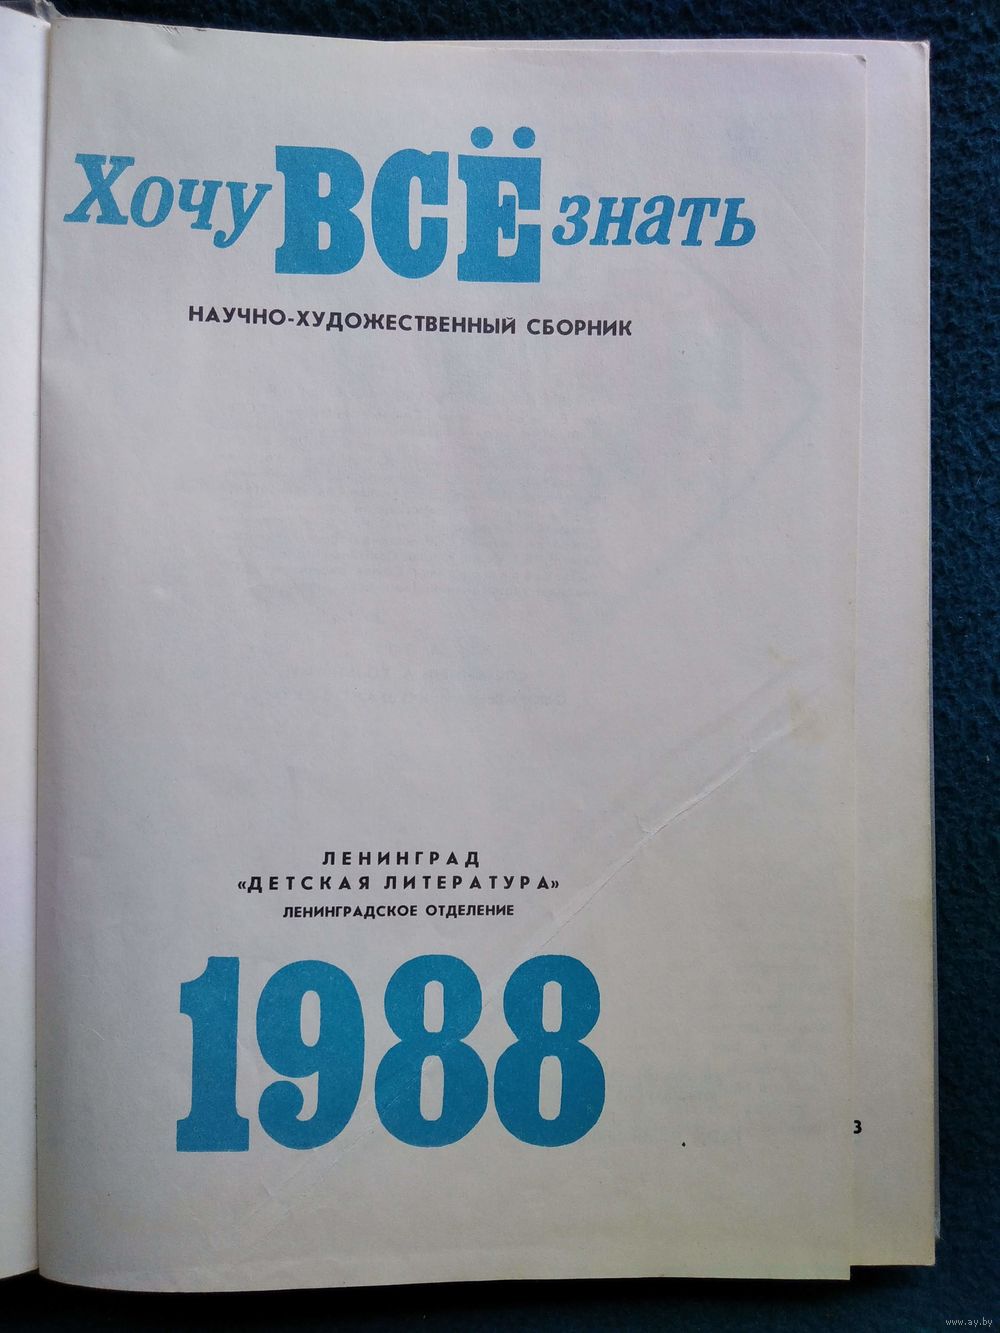 Хочу ВСЁ знать
НАУЧНО-ХУДОЖЕСТВЕННЫЙ СБОРНИК
ЛЕНИНГРАД
«ДЕТСКАЯ ЛИТЕРАТУРА»
ЛЕНИНГРАДСКОЕ ОТДЕЛЕНИЕ
1988
3
www.ay.by